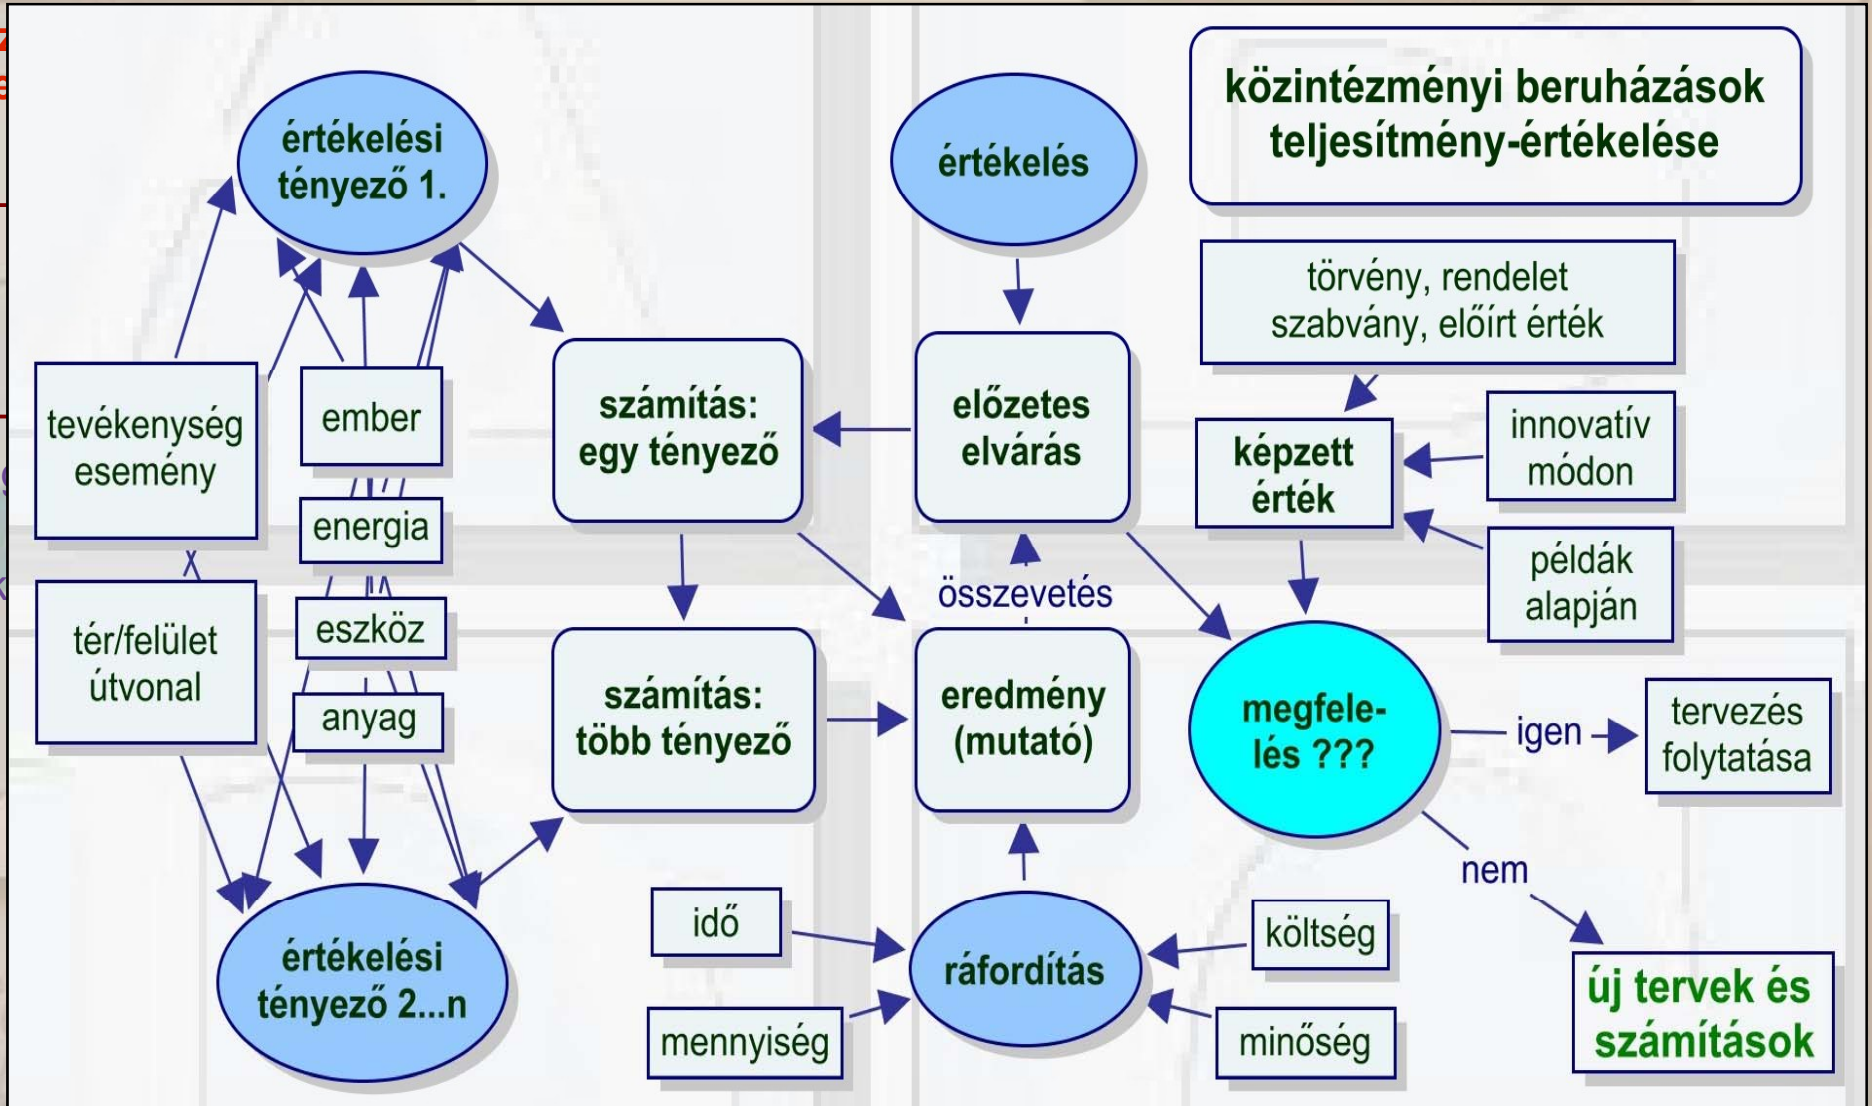 közintézményi beruházások
teljesítmény-értékelése
értékelési
tényező 1.
értékelés
törvény, rendelet
szabvány, előírt érték
tevékenység
esemény
ember
számítás:
egy tényező
előzetes
elvárás
képzett
érték
innovatív
módon
energia
példák
alapján
összevetés
tér/felület
útvonal
eszköz
anyag
számítás:
több tényező
eredmény
(mutató)
megfele-
lés ???
igen
tervezés
folytatása
nem
értékelési
tényező 2...n
idő
mennyiség
ráfordítás
költség
minőség
új tervek és
számítások